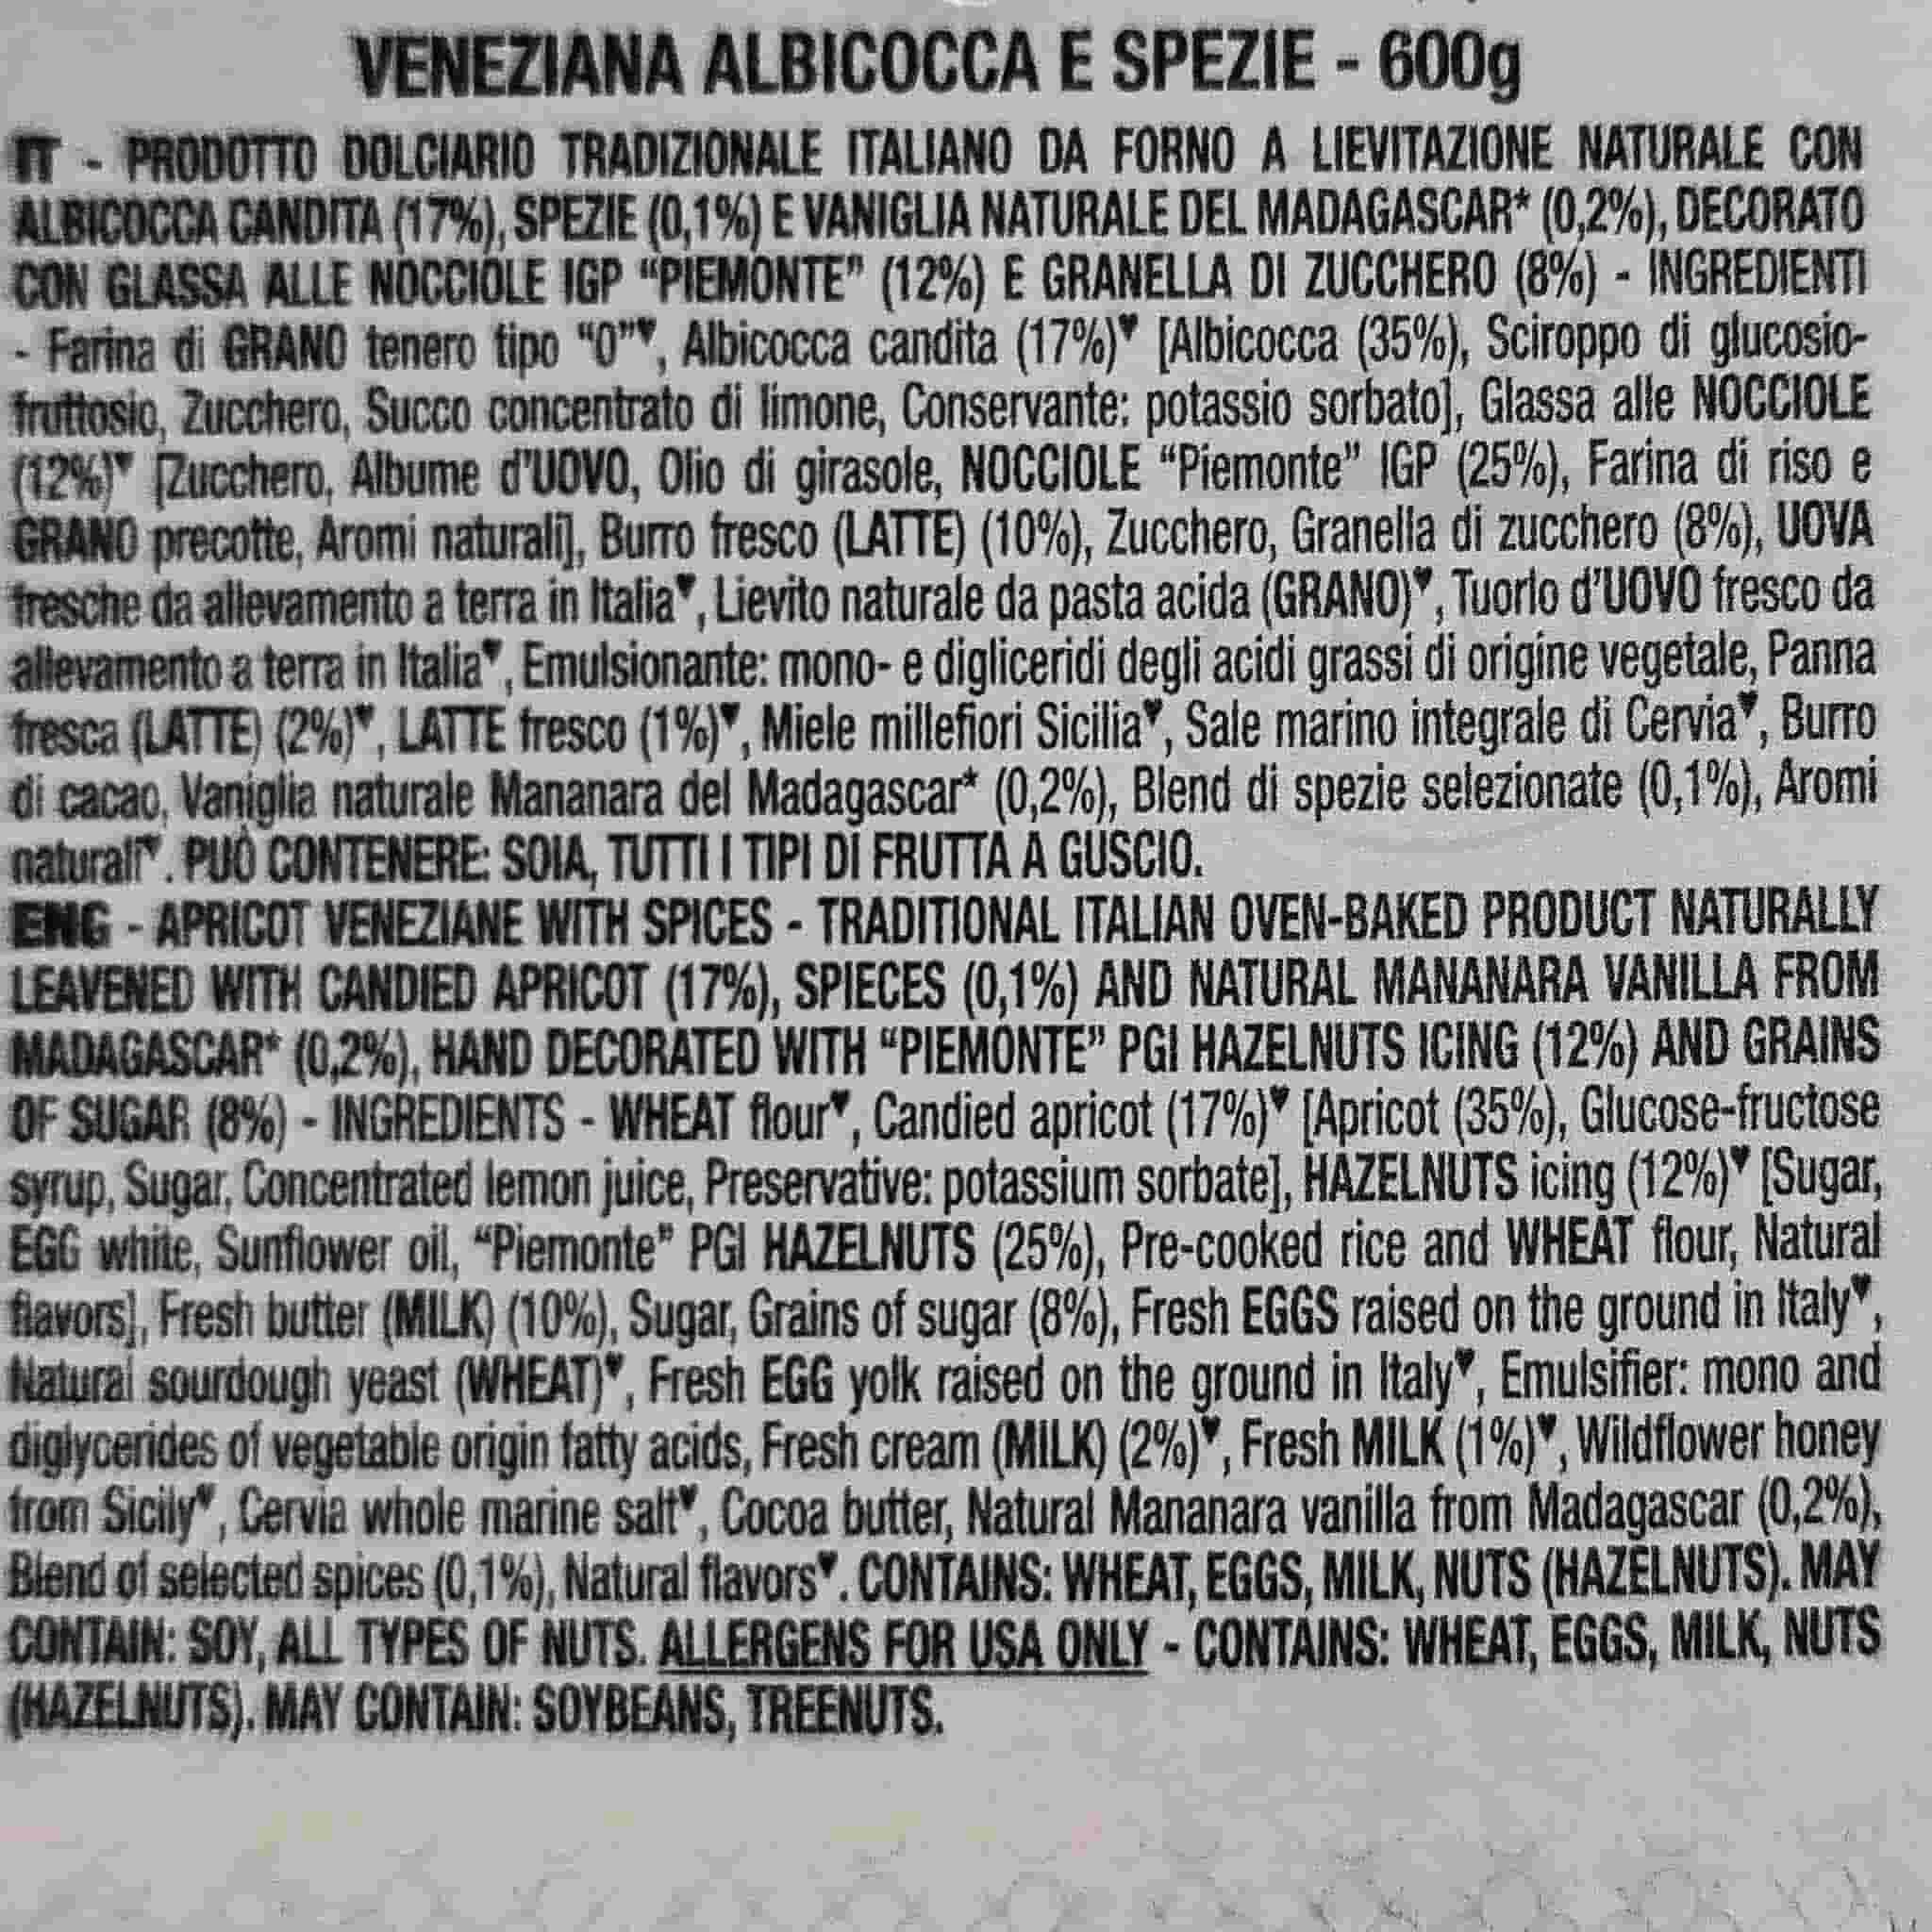 VENEZIANA ALBICOCCA E SPEZIE - 600g
IT - PRODOTTO DOLCIARIO TRADIZIONALE ITALIANO DA FORNO A LIEVITAZIONE NATURALE CON
ALBICOCCA CANDITA (17%), SPEZIE (0,1%) E VANIGLIA NATURALE DEL MADAGASCAR* (0,2%), DECORATO
CON GLASSA ALLE NOCCIOLE IGP “PIEMONTE” (12%) E GRANELLA DI ZUCCHERO (8%) - INGREDIENTI
- Farina di GRANO tenero tipo “0”♥, Albicocca candita (17%)♥ [Albicocca (35%), Sciroppo di glucosio-
fruttosio, Zucchero, Succo concentrato di limone, Conservante: potassio sorbato], Glassa alle NOCCIOLE
(12%)♥ [Zucchero, Albume d'UOVO, Olio di girasole, NOCCIOLE “Piemonte” IGP (25%), Farina di riso e
GRANO precotte, Aromi naturali], Burro fresco (LATTE) (10%), Zucchero, Granella di zucchero (8%), UOVA
fresche da allevamento a terra in Italia♥, Lievito naturale da pasta acida (GRANO)♥, Tuorlo d'UOVO fresco da
allevamento a terra in Italia♥, Emulsionante: mono- e digliceridi degli acidi grassi di origine vegetale, Panna
fresca (LATTE) (2%)♥, LATTE fresco (1%)♥, Miele millefiori Sicilia♥, Sale marino integrale di Cervia♥, Burro
di cacao, Vaniglia naturale Mananara del Madagascar* (0,2%), Blend di spezie selezionate (0,1%), Aromi
naturali♥. PUÒ CONTENERE: SOIA, TUTTI I TIPI DI FRUTTA A GUSCIO.
ENG - APRICOT VENEZIANE WITH SPICES - TRADITIONAL ITALIAN OVEN-BAKED PRODUCT NATURALLY
LEAVENED WITH CANDIED APRICOT (17%), SPIECES (0,1%) AND NATURAL MANANARA VANILLA FROM
MADAGASCAR* (0,2%), HAND DECORATED WITH “PIEMONTE” PGI HAZELNUTS ICING (12%) AND GRAINS
OF SUGAR (8%) - INGREDIENTS - WHEAT flour♥, Candied apricot (17%)♥ [Apricot (35%), Glucose-fructose
syrup, Sugar, Concentrated lemon juice, Preservative: potassium sorbate], HAZELNUTS icing (12%)♥ [Sugar,
EGG white, Sunflower oil, “Piemonte” PGI HAZELNUTS (25%), Pre-cooked rice and WHEAT flour, Natural
flavors], Fresh butter (MILK) (10%), Sugar, Grains of sugar (8%), Fresh EGGS raised on the ground in Italy♥,
Natural sourdough yeast (WHEAT)♥, Fresh EGG yolk raised on the ground in Italy♥, Emulsifier: mono and
diglycerides of vegetable origin fatty acids, Fresh cream (MILK) (2%)♥, Fresh MILK (1%)♥, Wildflower honey
from Sicily♥, Cervia whole marine salt♥, Cocoa butter, Natural Mananara vanilla from Madagascar (0,2%),
Blend of selected spices (0,1%), Natural flavors♥. CONTAINS: WHEAT, EGGS, MILK, NUTS (HAZELNUTS). MAY
CONTAIN: SOY, ALL TYPES OF NUTS. ALLERGENS FOR USA ONLY - CONTAINS: WHEAT, EGGS, MILK, NUTS
(HAZELNUTS). MAY CONTAIN: SOYBEANS, TREENUTS.